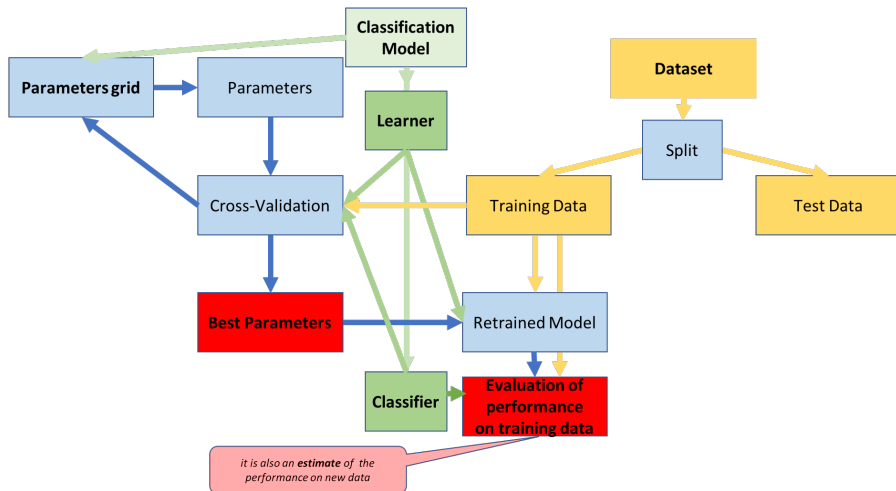 Classification
Model
Dataset
Parameters grid
Parameters
Learner
Split
Cross-Validation
Training Data
Test Data
Best Parameters
Retrained Model
Classifier
Evaluation of
performance
on training data
it is also an estimate of the
performance on new data